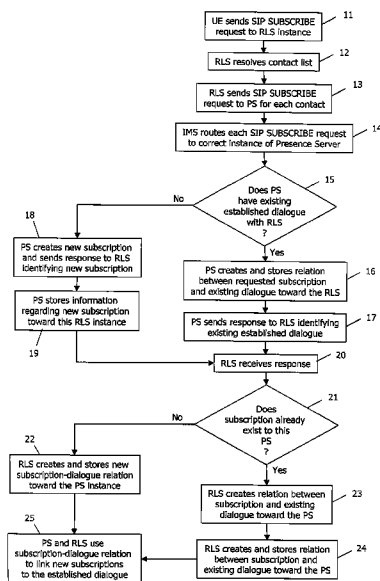 UE sends SIP SUBSCRIBE
request to RLS instance
11
RLS resolves contact list
12
RLS sends SIP SUBSCRIBE
request to PS for each contact
13
IMS routes each SIP SUBSCRIBE request
to correct instance of Presence Server
14
Does PS
have existing
established dialogue
with RLS
?
15
No
Yes
18
PS creates new subscription
and sends response to RLS
identifying new subscription
PS creates and stores relation
between requested subscription
and existing dialogue toward the RLS
16
PS stores information
regarding new subscription
toward this RLS instance
19
PS sends response to RLS identifying
existing established dialogue
17
RLS receives response
20
Does
subscription already
exist to this
PS
?
21
No
Yes
22
RLS creates and stores new
subscription-dialogue relation
toward the PS instance
RLS creates relation between
subscription and existing
dialogue toward the PS
23
25
PS and RLS use
subscription-dialogue relation
to link new subscriptions
to the established dialogue
RLS creates and stores relation
between subscription and
existing dialogue toward the PS
24